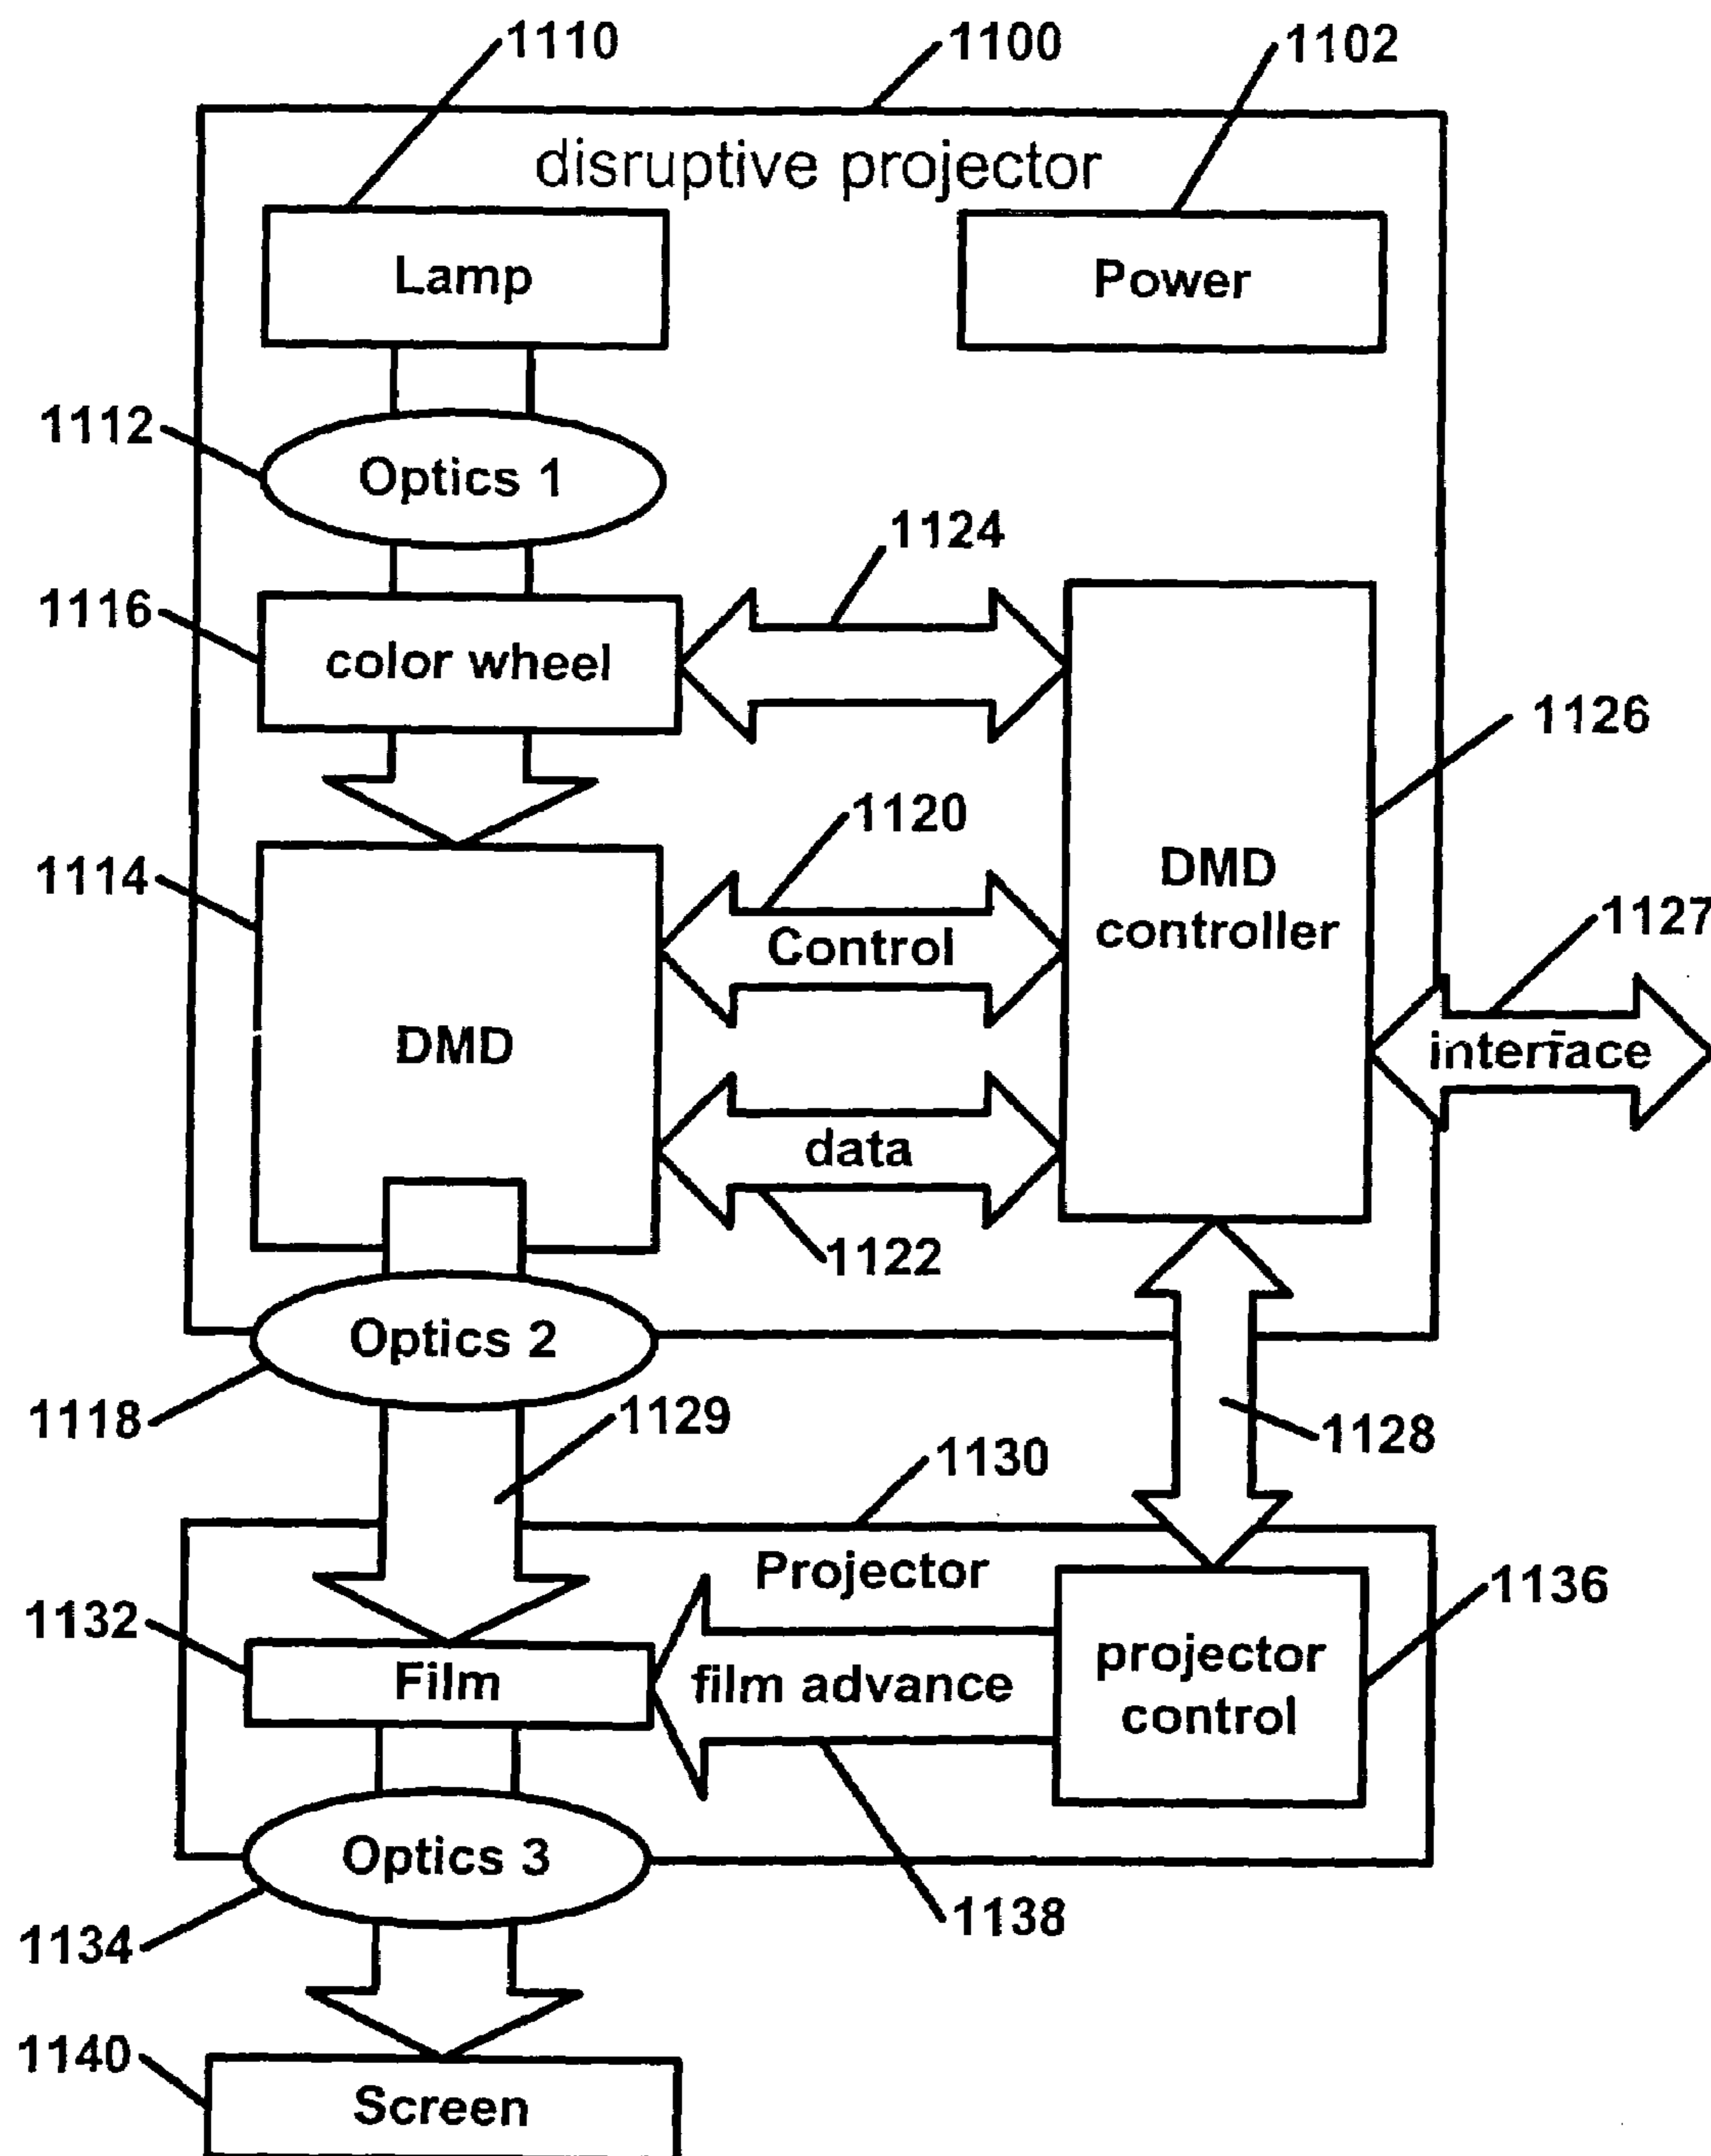 1110
1100
1102
disruptive projector
Lamp
Power
1112
Optics 1
1124
1116
color wheel
1126
1120
1114
DMD
controller
1127
Control
DMD
interface
data
1122
Optics 2
1118
1129
1128
1130
Projector
1136
1132
Film
film advance
projector
control
Optics 3
1138
1134
1140
Screen